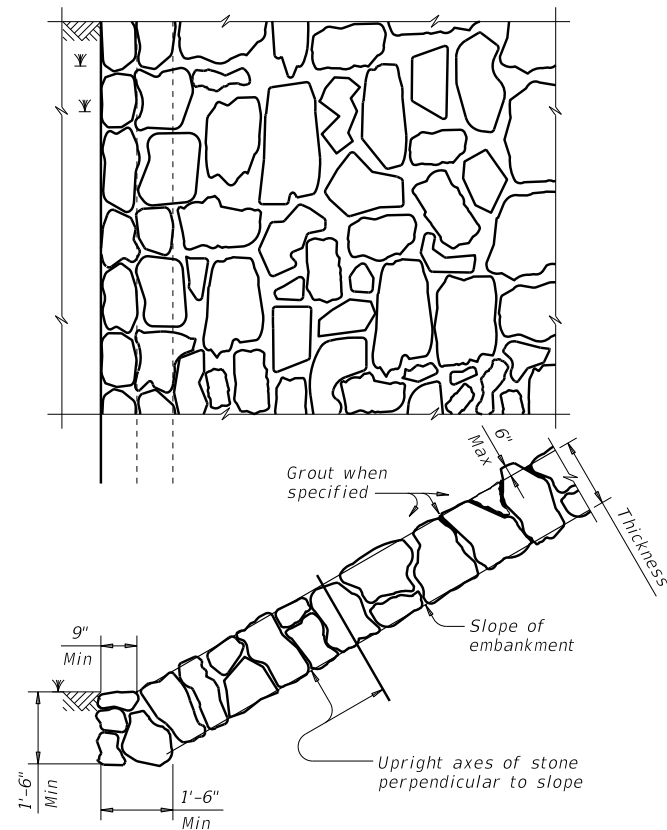 6"
Max
Grout when
specified
Thickness
Slope of
embankment
9"
Min
1'-6"
Min
1'-6"
Min
Upright axes of stone
perpendicular to slope